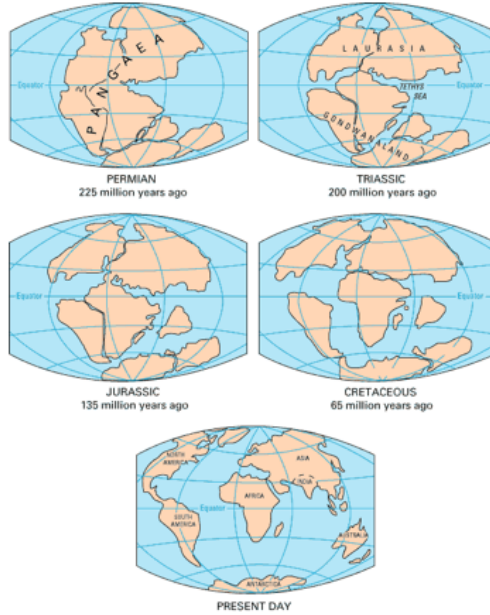 Equator
PANGAEA
PERMIAN
225 million years ago
LAURASIA
Equator
TETHYS
SEA
GONDWANALAND
TRIASSIC
200 million years ago
Equator
JURASSIC
135 million years ago
Equator
CRETACEOUS
65 million years ago
NORTH
AMERICA
ASIA
INDIA
AFRICA
Equator
SOUTH
AMERICA
AUSTRALIA
ANTARCTICA
PRESENT DAY